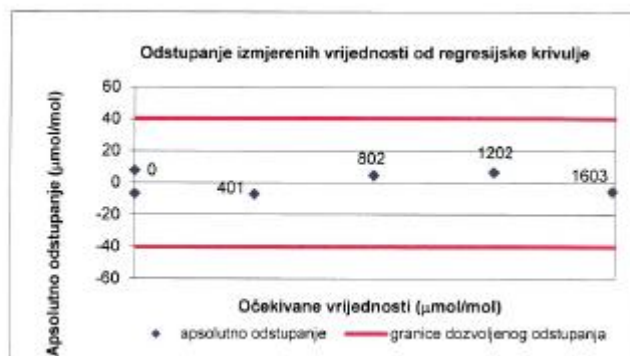 Odstupanje izmjerenih vrijednosti od regresijske krivulje
Apsolutno odstupanje (µmol/mol)
60
40
20
0
-20
-40
-60
0
401
802
1202
1603
Očekivane vrijednosti (µmol/mol)
apsolutno odstupanje
granice dozvoljenog odstupanja